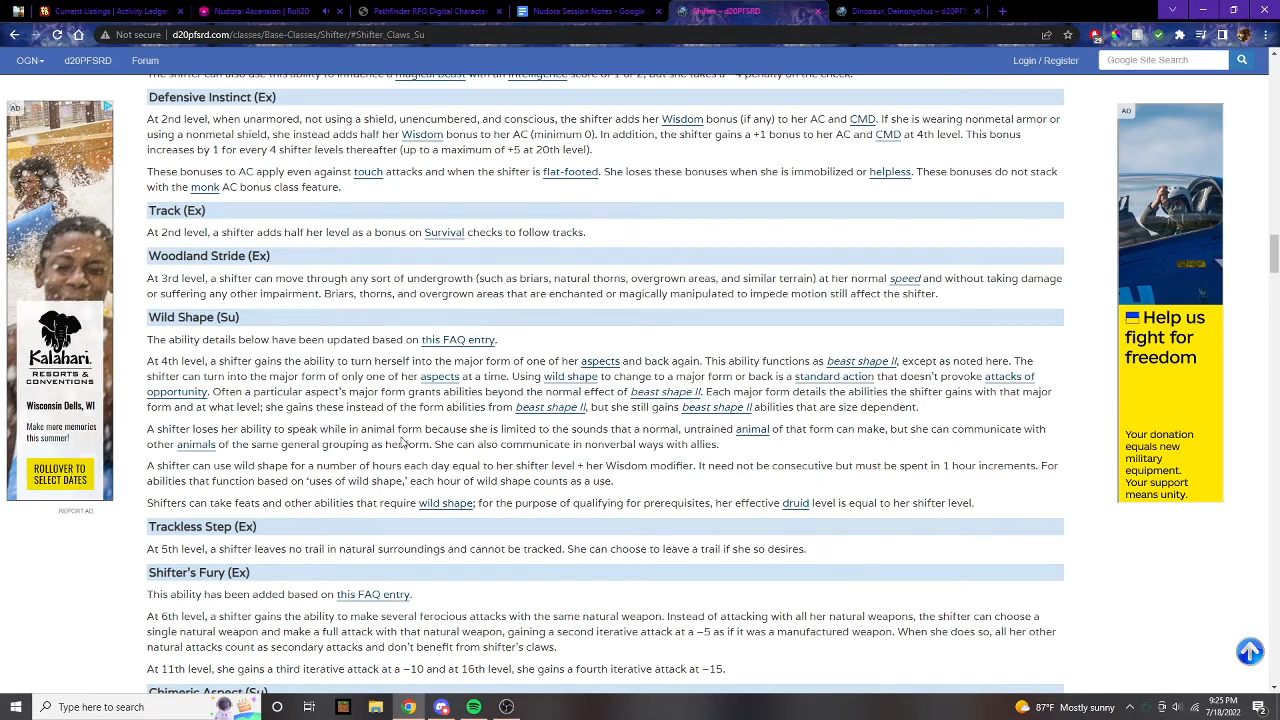 Current Listings | Activity Ledg
Nudora Ascension | Roll20
Pathfinder RPG Digital Character
Nudora Session Notes - Google
Shifter – d20PFSRD
Dinosaur, Deinonychus – d20PF
Not secure
d20pfsrd.com/classes/Base-Classes/Shifter/#Shifter_Claws_Ex
29
OGN
d20PFSRD
Forum
Login / Register
Google Site Search
Defensive Instinct (Ex)
At 2nd level, when unarmored, not using a shield, unencumbered, and conscious, the shifter adds her Wisdom bonus (if any) to her AC and CMD. If she is wearing nonmetal armor or
using a nonmetal shield, she instead adds half her Wisdom bonus to her AC (minimum 0). In addition, the shifter gains a +1 bonus to her AC and CMD at 4th level. This bonus
increases by 1 for every 4 shifter levels thereafter (up to a maximum of +5 at 20th level).
These bonuses to AC apply even against touch attacks and when the shifter is flat-footed. She loses these bonuses when she is immobilized or helpless. These bonuses do not stack
with the monk AC bonus class feature.
Track (Ex)
At 2nd level, a shifter adds half her level as a bonus on Survival checks to follow tracks.
Woodland Stride (Ex)
At 3rd level, a shifter can move through any sort of undergrowth (such as briars, natural thorns, overgrown areas, and similar terrain) at her normal speed and without taking damage
or suffering any other impairment. Briars, thorns, and overgrown areas that are enchanted or magically manipulated to impede motion still affect the shifter.
Wild Shape (Su)
The ability details below have been updated based on this FAQ entry.
At 4th level, a shifter gains the ability to turn herself into the major form of one of her aspects and back again. This ability functions as beast shape II, except as noted here. The
shifter can turn into the major form of only one of her aspects at a time. Using wild shape to change to a major form or back is a standard action that doesn't provoke attacks of
opportunity. Often a particular aspect's major form grants abilities beyond the normal effect of beast shape II. Each major form details the abilities the shifter gains with that major
form and at what level; she gains these instead of the form abilities from beast shape II, but she still gains beast shape II abilities that are size dependent.
A shifter loses her ability to speak while in animal form because she is limited to the sounds that a normal, untrained animal of that form can make, but she can communicate with
other animals of the same general grouping as her form. She can also communicate in nonverbal ways with allies.
A shifter can use wild shape for a number of hours each day equal to her shifter level + her Wisdom modifier. It need not be consecutive but must be spent in 1 hour increments. For
abilities that function based on 'uses of wild shape,' each hour of wild shape counts as a use.
Shifters can take feats and other abilities that require wild shape; for the purpose of qualifying for prerequisites, her effective druid level is equal to her shifter level.
Trackless Step (Ex)
At 5th level, a shifter leaves no trail in natural surroundings and cannot be tracked. She can choose to leave a trail if she so desires.
Shifter's Fury (Ex)
This ability has been added based on this FAQ entry.
At 6th level, a shifter gains the ability to make several ferocious attacks with the same natural weapon. Instead of attacking with all her natural weapons, the shifter can choose a
single natural weapon and make a full attack with that natural weapon, gaining a second iterative attack at a −5 as if it was a manufactured weapon. When she does so, all her other
natural attacks count as secondary attacks and don't benefit from shifter's claws.
At 11th level, she gains a third iterative attack at a −10 and at 16th level, she gains a fourth iterative attack at −15.
Chimeric Aspect (Su)
AD
Kalahari
RESORTS &
CONVENTIONS
Wisconsin Dells, WI
Make more memories
this summer!
ROLLOVER TO
SELECT DATES
REPORT AD
AD
Help us
fight for
freedom
Your donation
equals new
military
equipment.
Your support
means unity.
Type here to search
89°F Mostly sunny
9:25 PM
7/18/2022
2